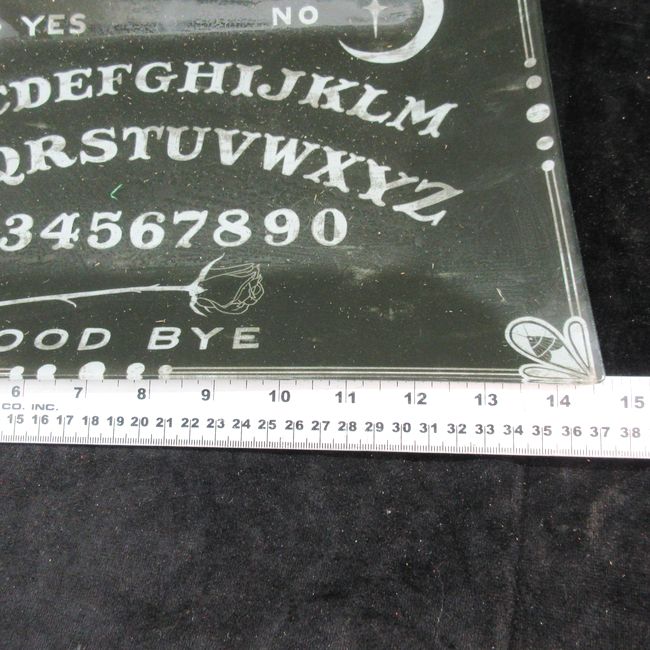 YES NO
CDEFGHIJKLM
QRSTUVWXYZ
34567890
OOD BYE
6 7 8 9 10 11 12 13 14 15
CO. INC.
15 16 17 18 19 20 21 22 23 24 25 26 27 28 29 30 31 32 33 34 35 36 37 38